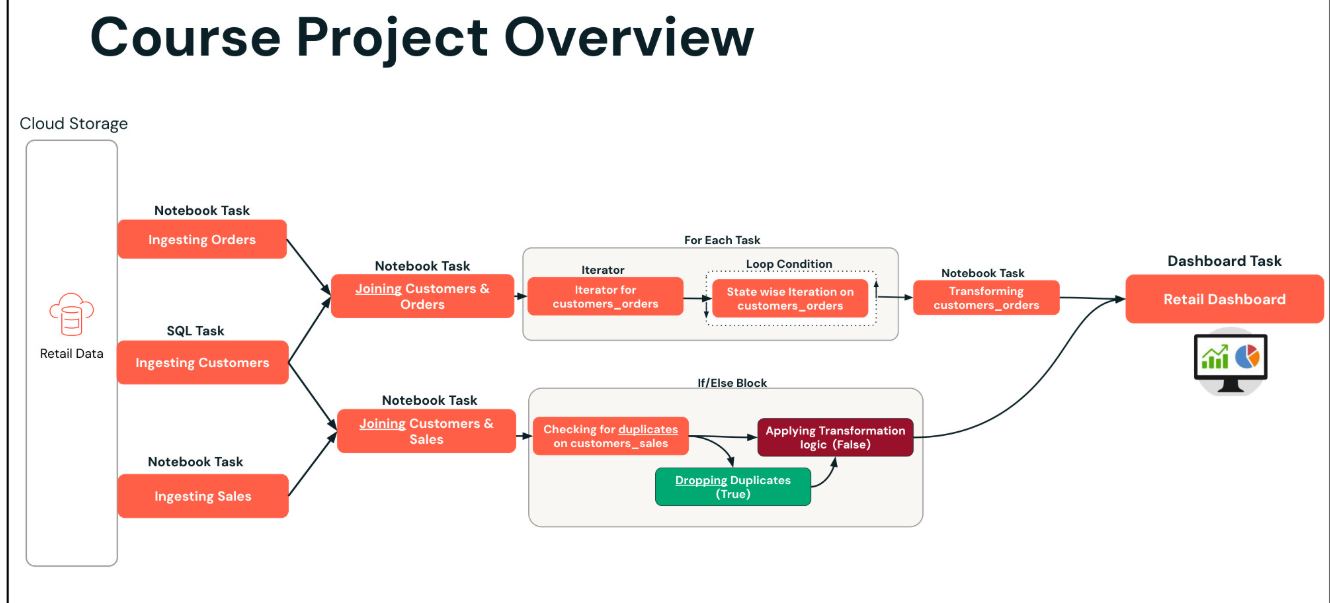 Course Project Overview
Cloud Storage
Retail Data
Notebook Task
Ingesting Orders
SQL Task
Ingesting Customers
Notebook Task
Ingesting Sales
Notebook Task
Joining Customers &
Orders
For Each Task
Iterator
Iterator for
customers_orders
Loop Condition
State wise Iteration on
customers_orders
Notebook Task
Transforming
customers_orders
Notebook Task
Joining Customers &
Sales
If/Else Block
Checking for duplicates
on customers_sales
Applying Transformation
logic (False)
Dropping Duplicates
(True)
Dashboard Task
Retail Dashboard